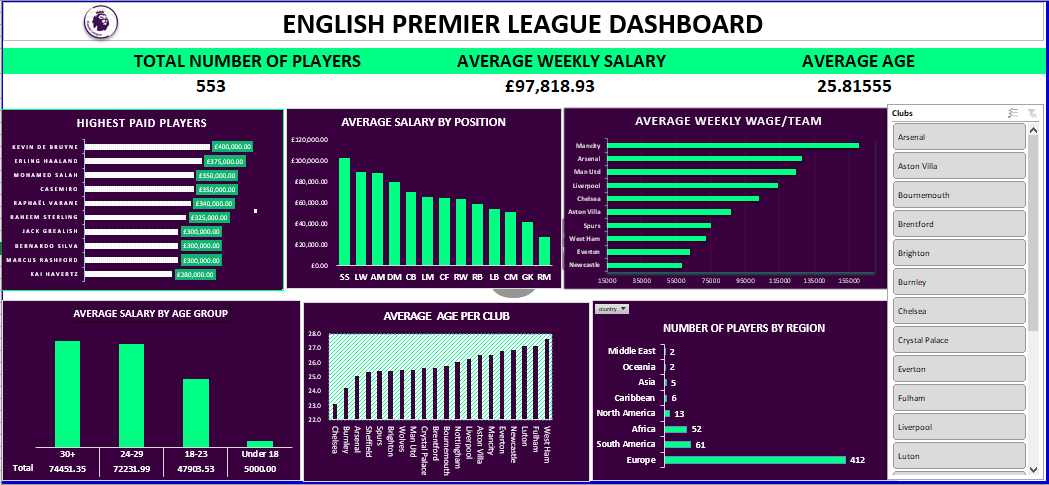 ENGLISH PREMIER LEAGUE DASHBOARD
TOTAL NUMBER OF PLAYERS AVERAGE WEEKLY SALARY AVERAGE AGE
553 £97,818.93 25.81555
HIGHEST PAID PLAYERS
KEVIN DE BRUYNE £400,000.00
ERLING HAALAND £375,000.00
MOHAMED SALAH £350,000.00
CASEMIRO £350,000.00
RAPHAËL VARANE £340,000.00
RAHEEM STERLING £325,000.00
JACK GREALISH £300,000.00
BERNARDO SILVA £300,000.00
MARCUS RASHFORD £300,000.00
KAI HAVERTZ £280,000.00
AVERAGE SALARY BY POSITION
£120,000.00
£100,000.00
£80,000.00
£60,000.00
£40,000.00
£20,000.00
£0.00
SS LW AM DM CB LM CF RW RB LB CM GK RM
AVERAGE WEEKLY WAGE/TEAM
Mancity
Arsenal
Man Utd
Liverpool
Chelsea
Aston Villa
Spurs
West Ham
Everton
Newcastle
15000 35000 55000 75000 95000 115000 135000 155000
Clubs
Arsenal
Aston Villa
Bournemouth
Brentford
Brighton
Burnley
Chelsea
Crystal Palace
Everton
Fulham
Liverpool
Luton
AVERAGE SALARY BY AGE GROUP
30+ 24-29 18-23 Under 18
Total 74451.35 72231.99 47903.53 5000.00
AVERAGE AGE PER CLUB
28.0
27.0
26.0
25.0
24.0
23.0
22.0
Chelsea
Burnley
Arsenal
Sheffield
Spurs
Brighton
Wolves
Man Utd
Crystal Palace
Brentford
Bournemouth
Nottingham
Liverpool
Aston Villa
Mancity
Everton
Newcastle
Luton
Fulham
West Ham
country
NUMBER OF PLAYERS BY REGION
Middle East 2
Oceania 2
Asia 5
Caribbean 6
North America 13
Africa 52
South America 61
Europe 412